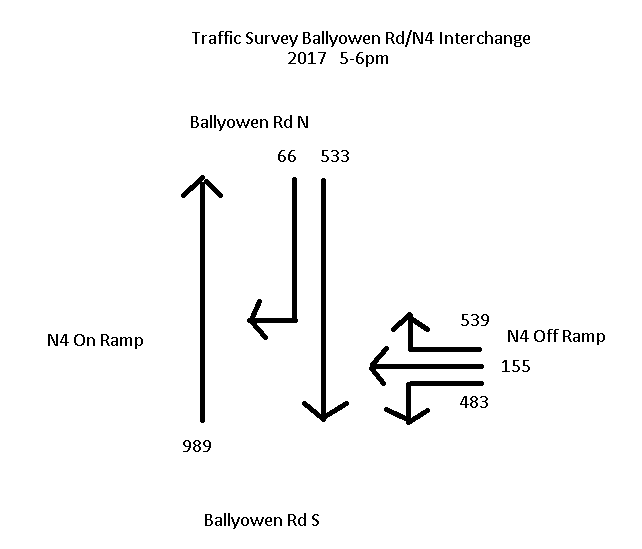 Traffic Survey Ballyowen Rd/N4 Interchange
2017 5-6pm
Ballyowen Rd N
66 533
539
N4 On Ramp
N4 Off Ramp
155
483
989
Ballyowen Rd S